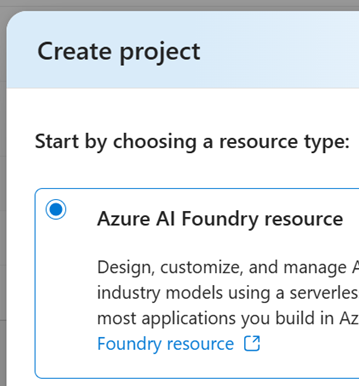 Create project
Start by choosing a resource type:
Azure AI Foundry resource
Design, customize, and manage A
industry models using a serverless
most applications you build in Az
Foundry resource